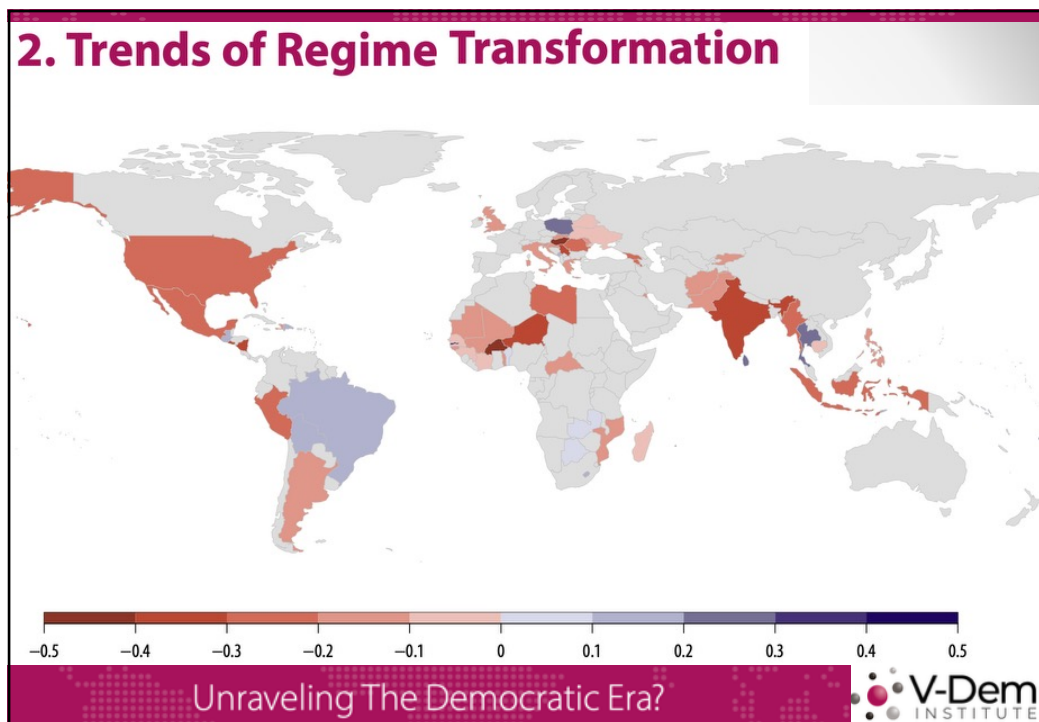 2. Trends of Regime Transformation
−0.5 −0.4 −0.3 −0.2 −0.1 0 0.1 0.2 0.3 0.4 0.5
Unraveling The Democratic Era?
V-Dem
INSTITUTE